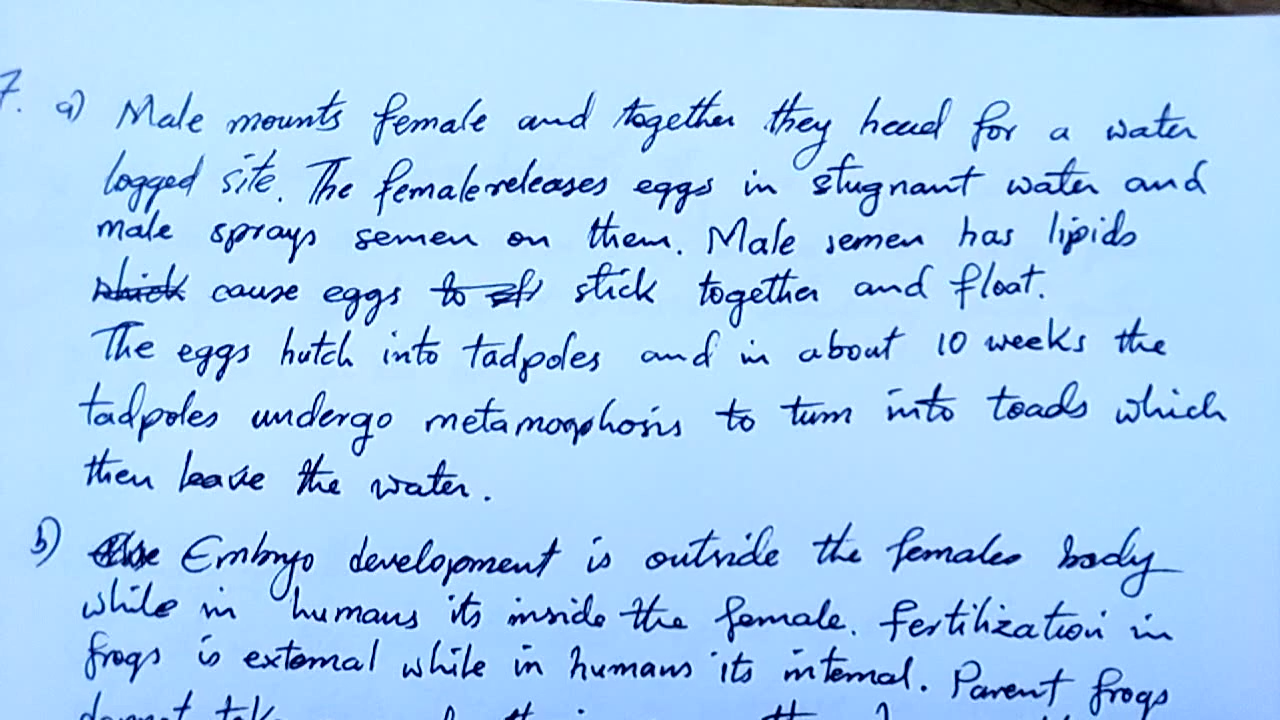 7. a) Male mounts female and together they head for a water
logged site. The female releases eggs in stugnant water and
male sprays semen on them. Male semen has lipids
which cause eggs to stick together and float.
The eggs hutch into tadpoles and in about 10 weeks the
tadpoles undergo metamorphosis to turn into toads which
then leave the water.
b) Embryo development is outside the females body
while in humans its inside the female. Fertilization in
frogs is external while in humans its internal. Parent frogs